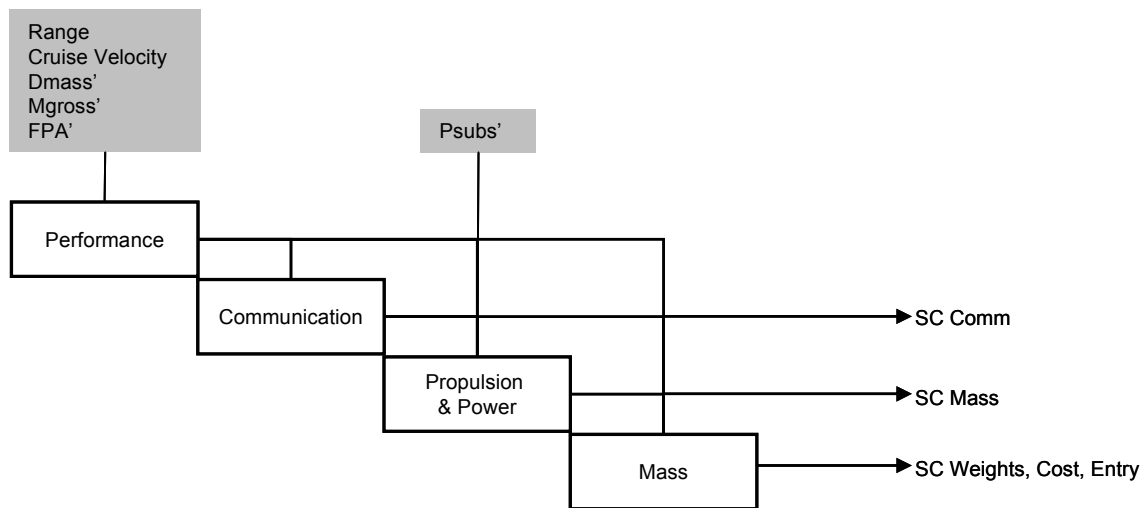 Range
Cruise Velocity
Dmass’
Mgross’
FPA’
Psubs’
Performance
Communication
SC Comm
Propulsion
& Power
SC Mass
Mass
SC Weights, Cost, Entry